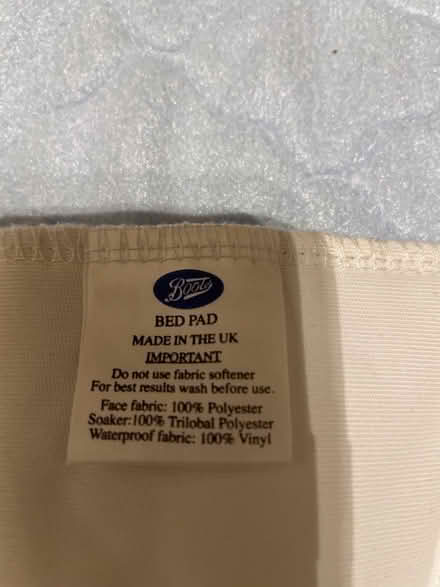 Boots
BED PAD
MADE IN THE UK
IMPORTANT
Do not use fabric softener
For best results wash before use.
Face fabric: 100% Polyester
Soaker:100% Trilobal Polyester
Waterproof fabric: 100% Vinyl